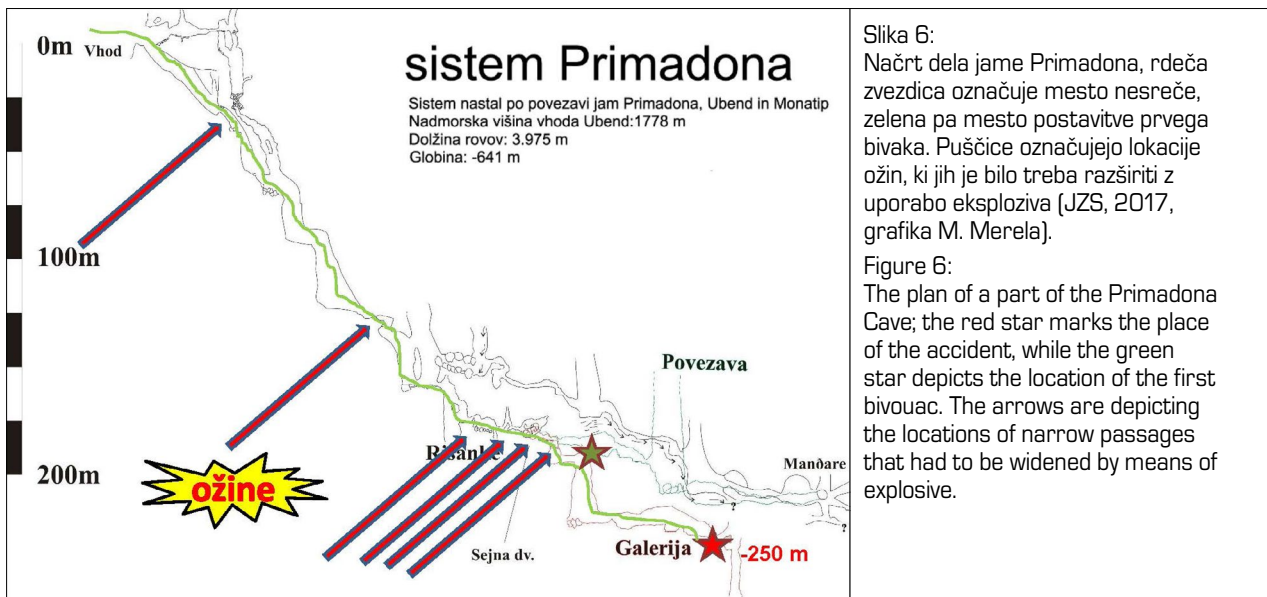 0m
Vhod
sistem Primadona
Sistem nastal po povezavi jam Primadona, Ubend in Monatip
Nadmorska višina vhoda Ubend:1778 m
Dolžina rovov: 3.975 m
Globina: -641 m
100m
Povezava
Risanke
200m
Manđare
ožine
?
?
Sejna dv.
Galerija
-250 m
Slika 6:
Načrt dela jame Primadona, rdeča
zvezdica označuje mesto nesreče,
zelena pa mesto postavitve prvega
bivaka. Puščice označujejo lokacije
ožin, ki jih je bilo treba razširiti z
uporabo eksploziva (JZS, 2017,
grafika M. Merela).
Figure 6:
The plan of a part of the Primadona
Cave; the red star marks the place
of the accident, while the green
star depicts the location of the first
bivouac. The arrows are depicting
the locations of narrow passages
that had to be widened by means of
explosive.